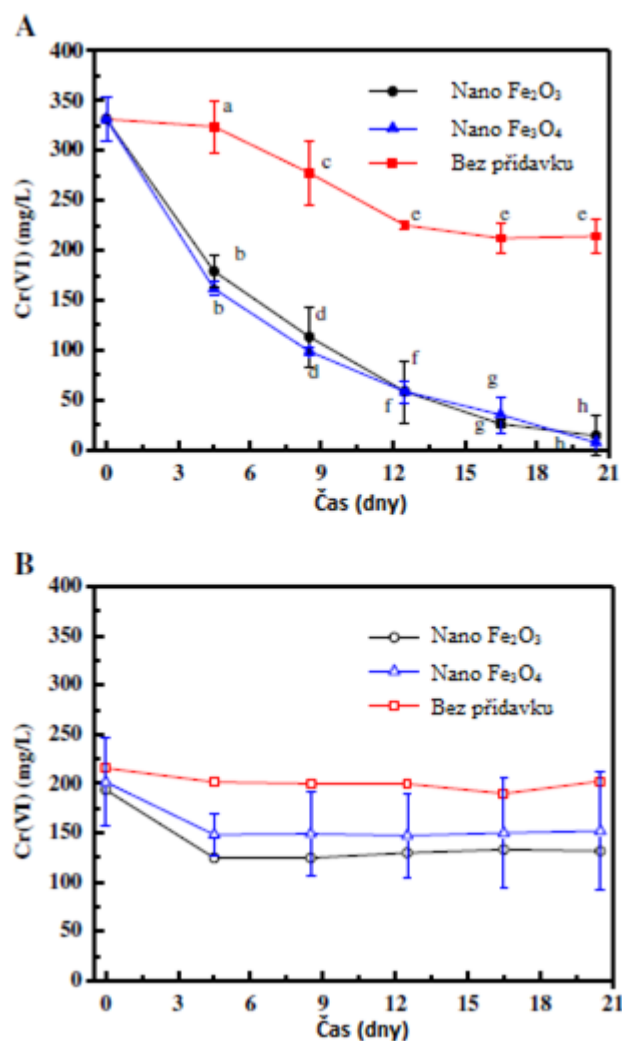 A
400
350
300
250
200
150
100
50
0
Cr(VI) (mg/L)
Nano Fe₂O₃
Nano Fe₃O₄
Bez přídavku
a
c
e
e
e
b
b
d
d
f
f
g
g
h
h
0 3 6 9 12 15 18 21
Čas (dny)
B
400
350
300
250
200
150
100
50
0
Cr(VI) (mg/L)
Nano Fe₂O₃
Nano Fe₃O₄
Bez přídavku
0 3 6 9 12 15 18 21
Čas (dny)